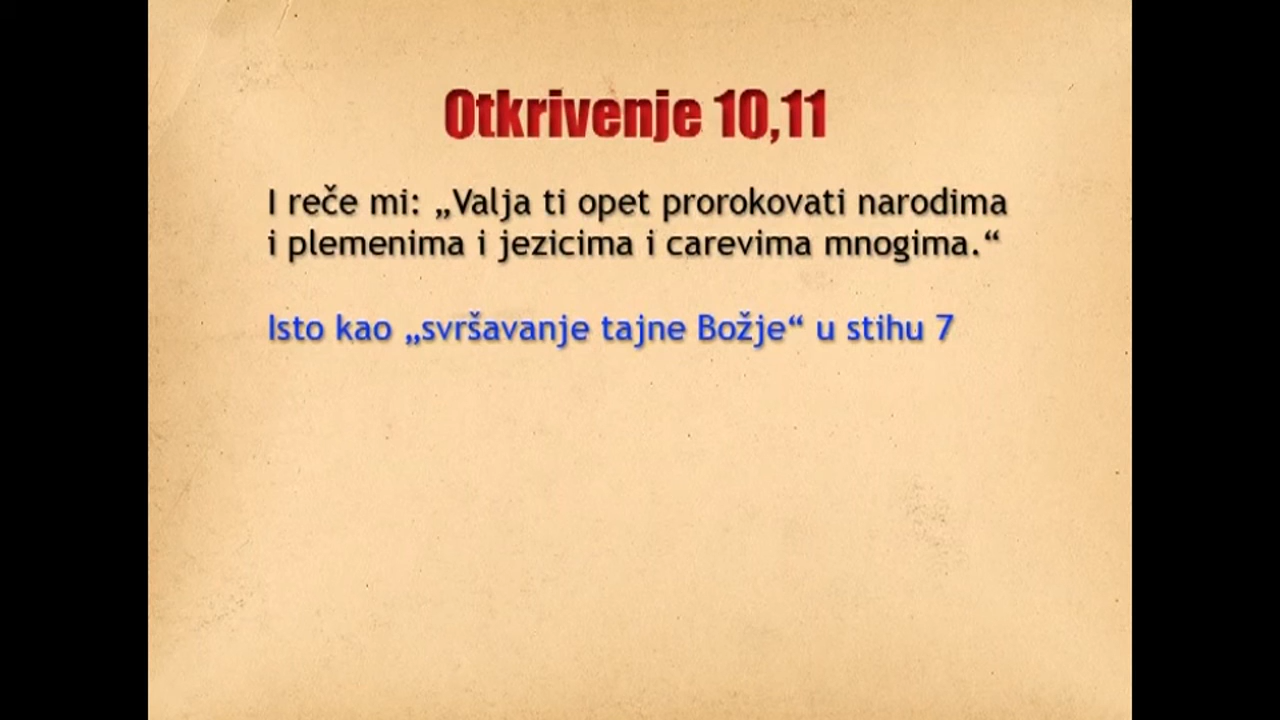 Otkrivenje 10,11
I reče mi: „Valja ti opet prorokovati narodima
i plemenima i jezicima i carevima mnogima.“
Isto kao „svršavanje tajne Božje“ u stihu 7